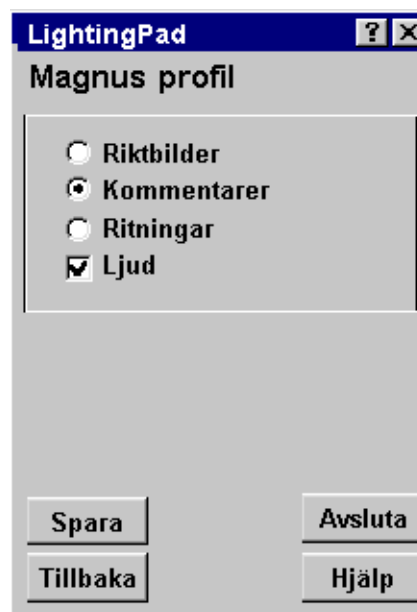 LightingPad
Magnus profil
Riktbilder
Kommentarer
Ritningar
Ljud
Spara
Avsluta
Tillbaka
Hjälp